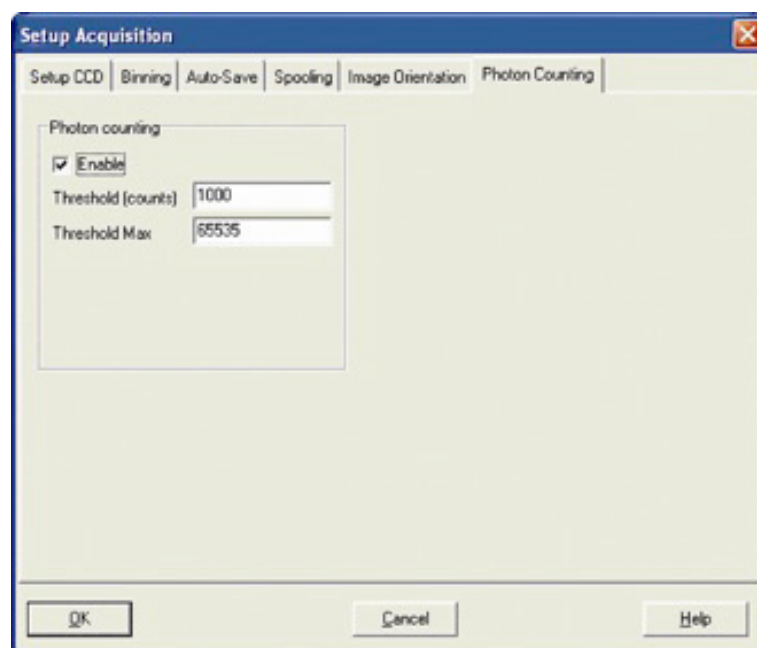 Setup Acquisition
Setup CCD Binning Auto-Save Spooling Image Orientation Photon Counting
Photon counting
Enable
Threshold (counts) 1000
Threshold Max 65535
OK Cancel Help